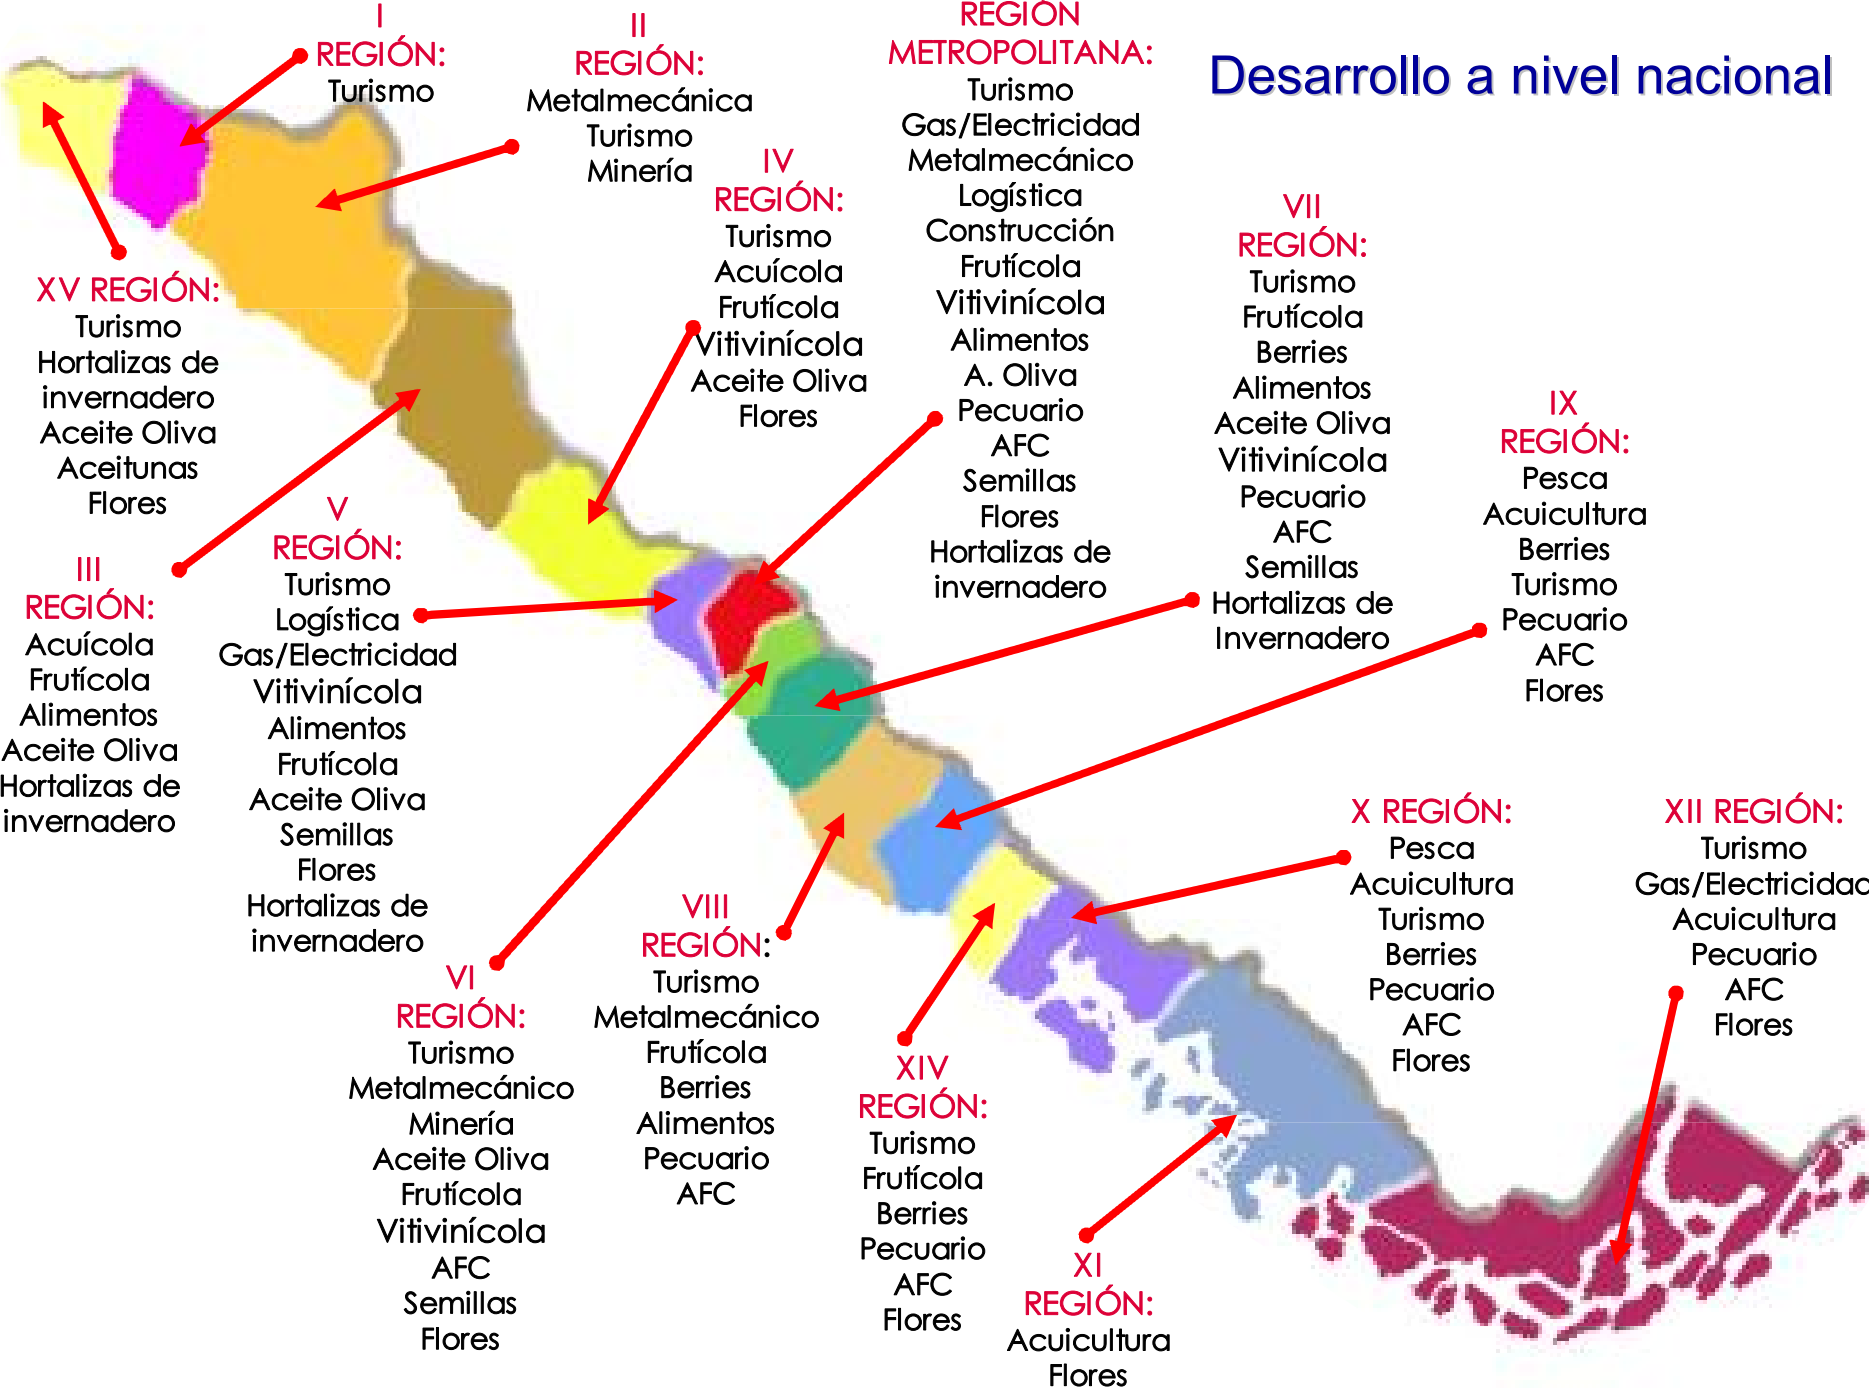 Desarrollo a nivel nacional
I
REGIÓN:
Turismo
II
REGIÓN:
Metalmecánica
Turismo
Minería
IV
REGIÓN:
Turismo
Acuícola
Frutícola
Vitivinícola
Aceite Oliva
Flores
REGIÓN
METROPOLITANA:
Turismo
Gas/Electricidad
Metalmecánico
Logística
Construcción
Frutícola
Vitivinícola
Alimentos
A. Oliva
Pecuario
AFC
Semillas
Flores
Hortalizas de
invernadero
VII
REGIÓN:
Turismo
Frutícola
Berries
Alimentos
Aceite Oliva
Vitivinícola
Pecuario
AFC
Semillas
Hortalizas de
Invernadero
IX
REGIÓN:
Pesca
Acuicultura
Berries
Turismo
Pecuario
AFC
Flores
XV REGIÓN:
Turismo
Hortalizas de
invernadero
Aceite Oliva
Aceitunas
Flores
III
REGIÓN:
Acuícola
Frutícola
Alimentos
Aceite Oliva
Hortalizas de
invernadero
V
REGIÓN:
Turismo
Logística
Gas/Electricidad
Vitivinícola
Alimentos
Frutícola
Aceite Oliva
Semillas
Flores
Hortalizas de
invernadero
VI
REGIÓN:
Turismo
Metalmecánico
Minería
Aceite Oliva
Frutícola
Vitivinícola
AFC
Semillas
Flores
VIII
REGIÓN:
Turismo
Metalmecánico
Frutícola
Berries
Alimentos
Pecuario
AFC
XIV
REGIÓN:
Turismo
Frutícola
Berries
Pecuario
AFC
Flores
XI
REGIÓN:
Acuicultura
Flores
X REGIÓN:
Pesca
Acuicultura
Turismo
Berries
Pecuario
AFC
Flores
XII REGIÓN:
Turismo
Gas/Electricidad
Acuicultura
Pecuario
AFC
Flores